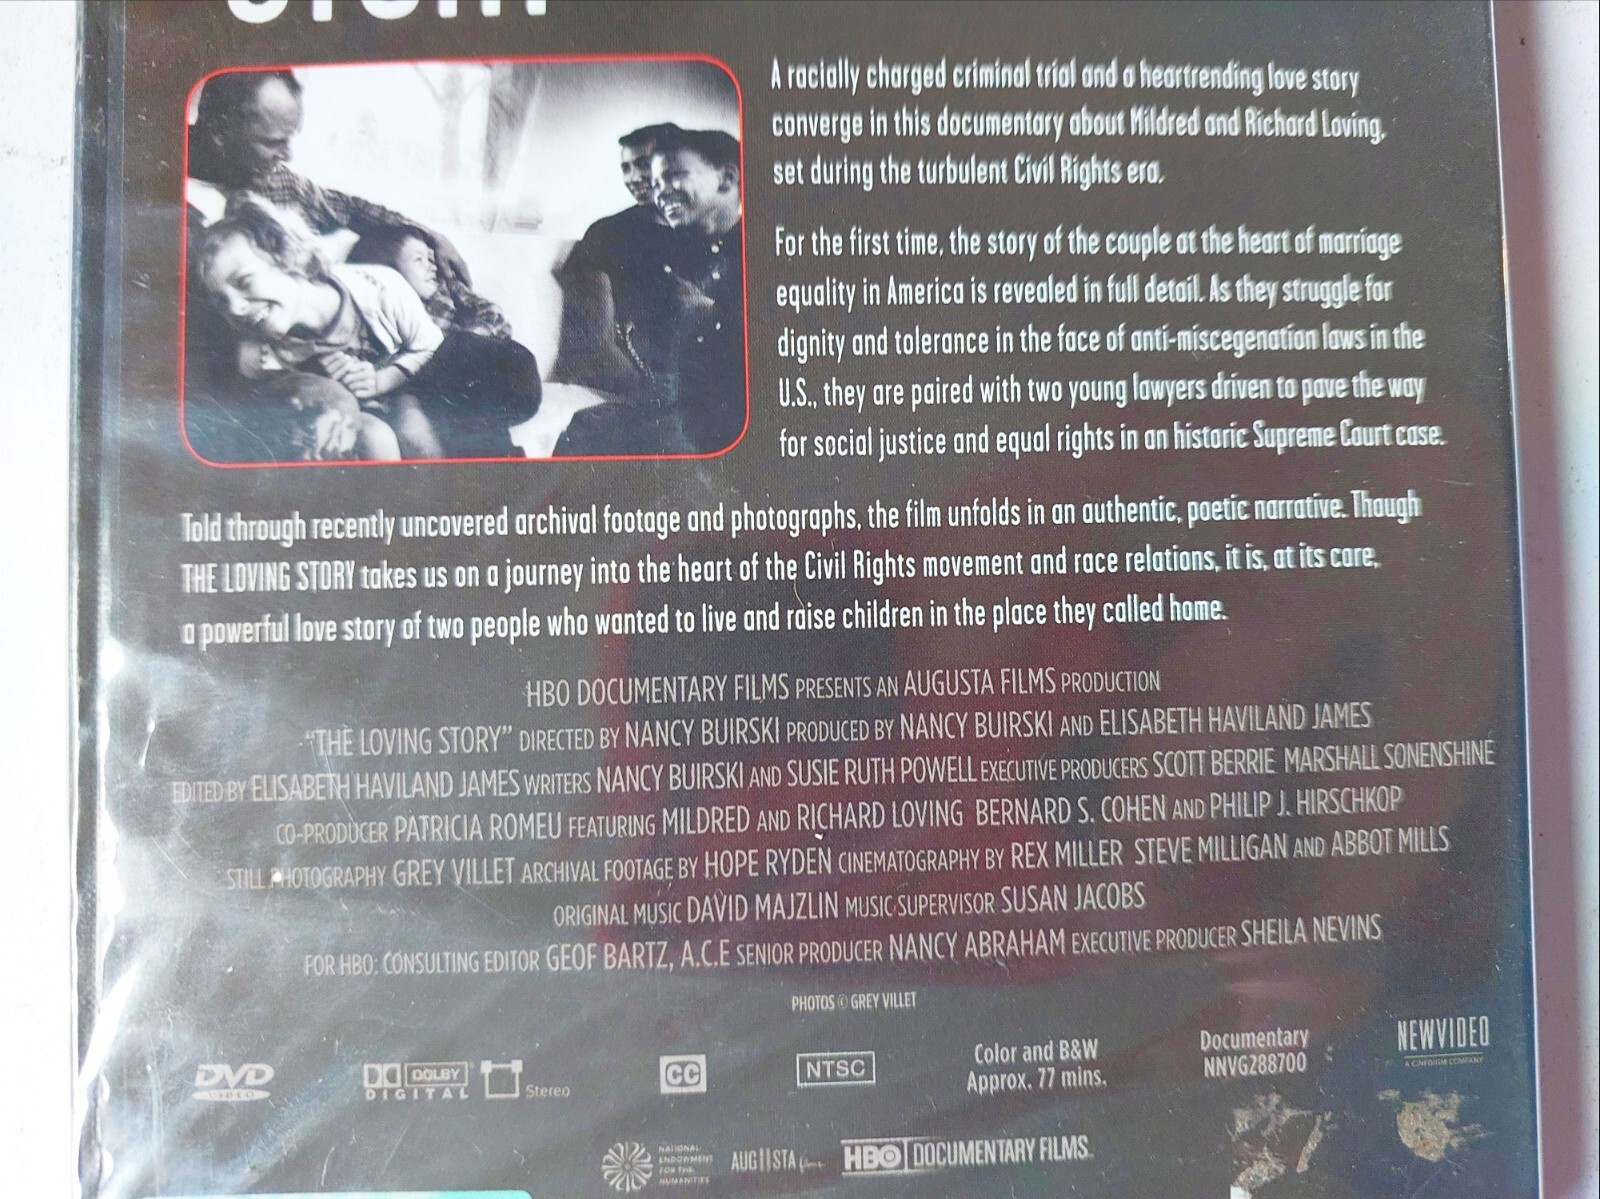 STORY
A racially charged criminal trial and a heartrending love story
converge in this documentary about Mildred and Richard Loving,
set during the turbulent Civil Rights era.
For the first time, the story of the couple at the heart of marriage
equality in America is revealed in full detail. As they struggle for
dignity and tolerance in the face of anti-miscegenation laws in the
U.S., they are paired with two young lawyers driven to pave the way
for social justice and equal rights in an historic Supreme Court case.
Told through recently uncovered archival footage and photographs, the film unfolds in an authentic, poetic narrative. Though
THE LOVING STORY takes us on a journey into the heart of the Civil Rights movement and race relations, it is, at its core,
a powerful love story of two people who wanted to live and raise children in the place they called home.
HBO DOCUMENTARY FILMS PRESENTS AN AUGUSTA FILMS PRODUCTION
“THE LOVING STORY” DIRECTED BY NANCY BUIRSKI PRODUCED BY NANCY BUIRSKI AND ELISABETH HAVILAND JAMES
EDITED BY ELISABETH HAVILAND JAMES WRITERS NANCY BUIRSKI AND SUSIE RUTH POWELL EXECUTIVE PRODUCERS SCOTT BERRIE MARSHALL SONENSHINE
CO-PRODUCER PATRICIA ROMEU FEATURING MILDRED AND RICHARD LOVING BERNARD S. COHEN AND PHILIP J. HIRSCHKOP
STILL PHOTOGRAPHY GREY VILLET ARCHIVAL FOOTAGE BY HOPE RYDEN CINEMATOGRAPHY BY REX MILLER STEVE MILLIGAN AND ABBOT MILLS
ORIGINAL MUSIC DAVID MAJZLIN MUSIC SUPERVISOR SUSAN JACOBS
FOR HBO: CONSULTING EDITOR GEOF BARTZ, A.C.E SENIOR PRODUCER NANCY ABRAHAM EXECUTIVE PRODUCER SHEILA NEVINS
PHOTOS © GREY VILLET
DVD VIDEO
DOLBY DIGITAL
Stereo
CC
NTSC
Color and B&W
Approx. 77 mins.
Documentary
NNVG288700
NEWVIDEO
A CINEDIGM COMPANY
NATIONAL
ENDOWMENT
FOR THE
HUMANITIES
AUGUSTA films
HBO DOCUMENTARY FILMS.